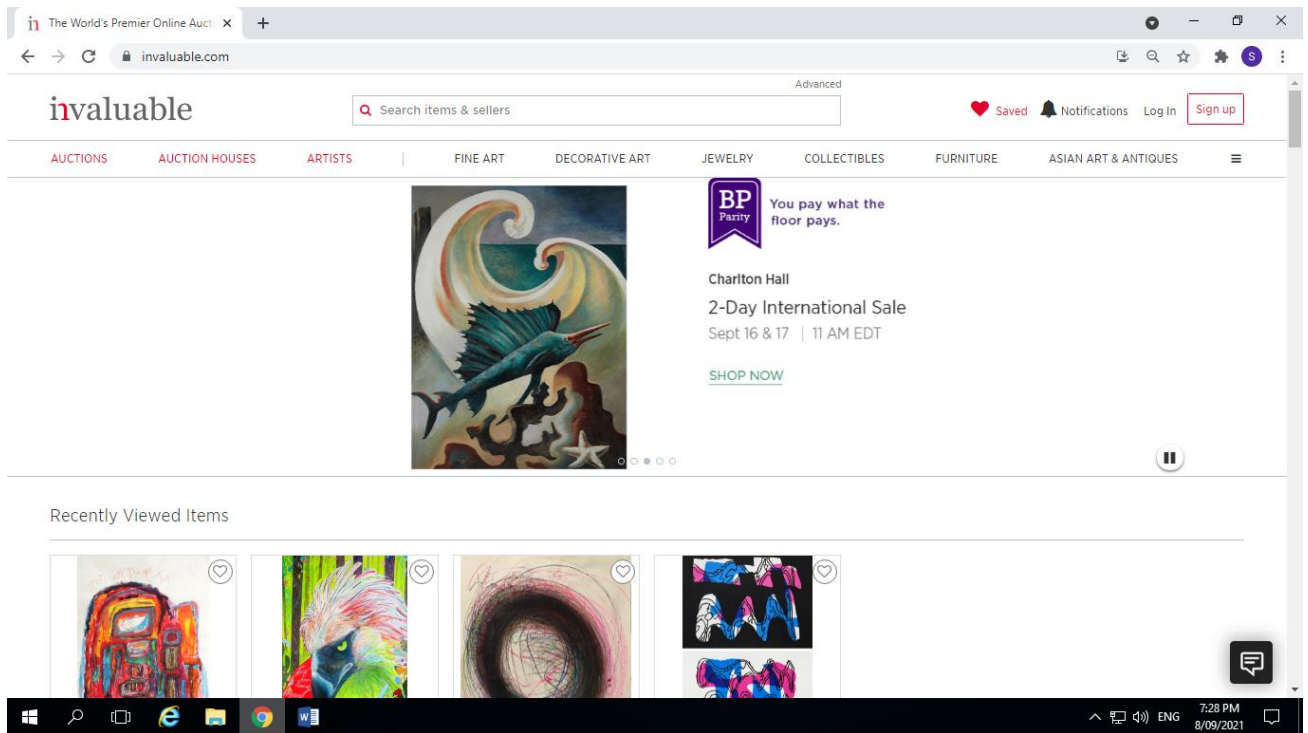 The World's Premier Online Aucti
invaluable.com
S
Advanced
invaluable
Search items & sellers
Saved
Notifications
Log In
Sign up
AUCTIONS
AUCTION HOUSES
ARTISTS
FINE ART
DECORATIVE ART
JEWELRY
COLLECTIBLES
FURNITURE
ASIAN ART & ANTIQUES
BP
Parity
You pay what the
floor pays.
Charlton Hall
2-Day International Sale
Sept 16 & 17 | 11 AM EDT
SHOP NOW
Recently Viewed Items
ENG
7:28 PM
8/09/2021